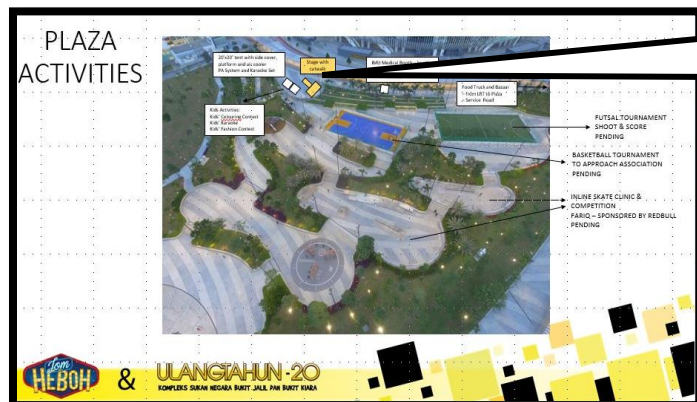 PLAZA
ACTIVITIES
20'x20' tent with side cover,
platform and air cooler
PA System and Karaoke Set
Stage with
catwalk
Food Truck and Bazaar
- from LRT to Plaza
- Service Road
Kids Activities:
Kids' Colouring Contest
Kids' Karaoke
Kids' Fashion Contest
FUTSAL TOURNAMENT
SHOOT & SCORE
PENDING
BASKETBALL TOURNAMENT
TO APPROACH ASSOCIATION
PENDING
INLINE SKATE CLINIC &
COMPETITION
FARIQ – SPONSORED BY REDBULL
PENDING
Jom
HEBOH
&
ULANGTAHUN -20
KOMPLEKS SUKAN NEGARA BUKIT JALIL DAN BUKIT KIARA